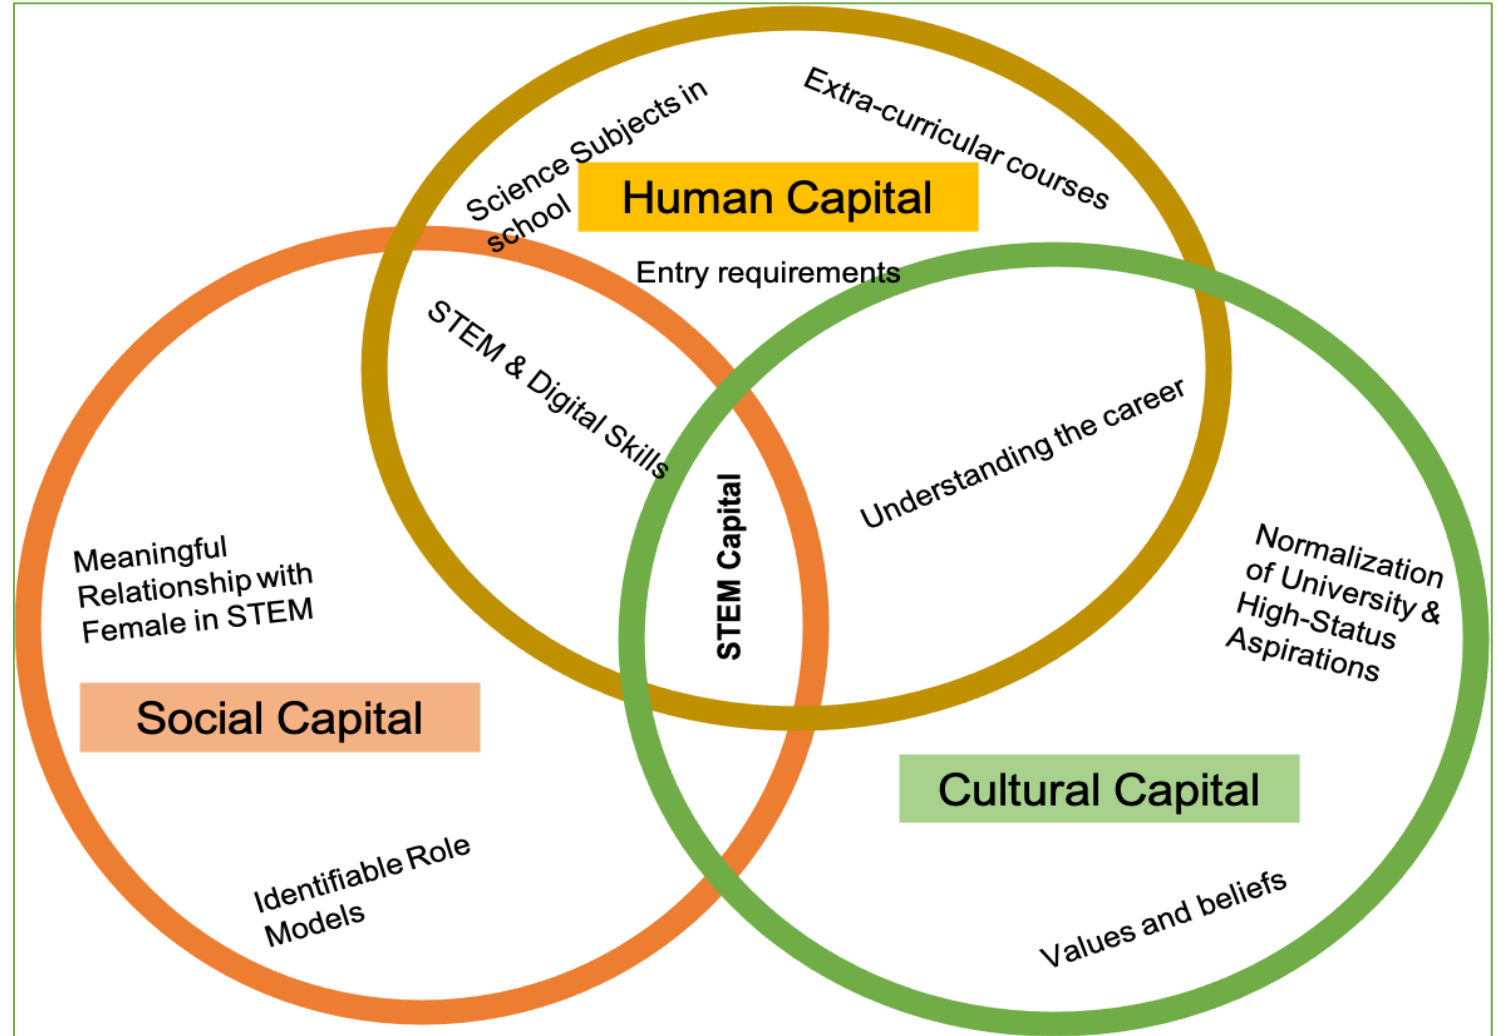 Science Subjects in
school
Extra-curricular courses
Human Capital
Entry requirements
STEM & Digital Skills
Understanding the career
STEM Capital
Meaningful
Relationship with
Female in STEM
Normalization
of University &
High-Status
Aspirations
Social Capital
Cultural Capital
Identifiable Role
Models
Values and beliefs